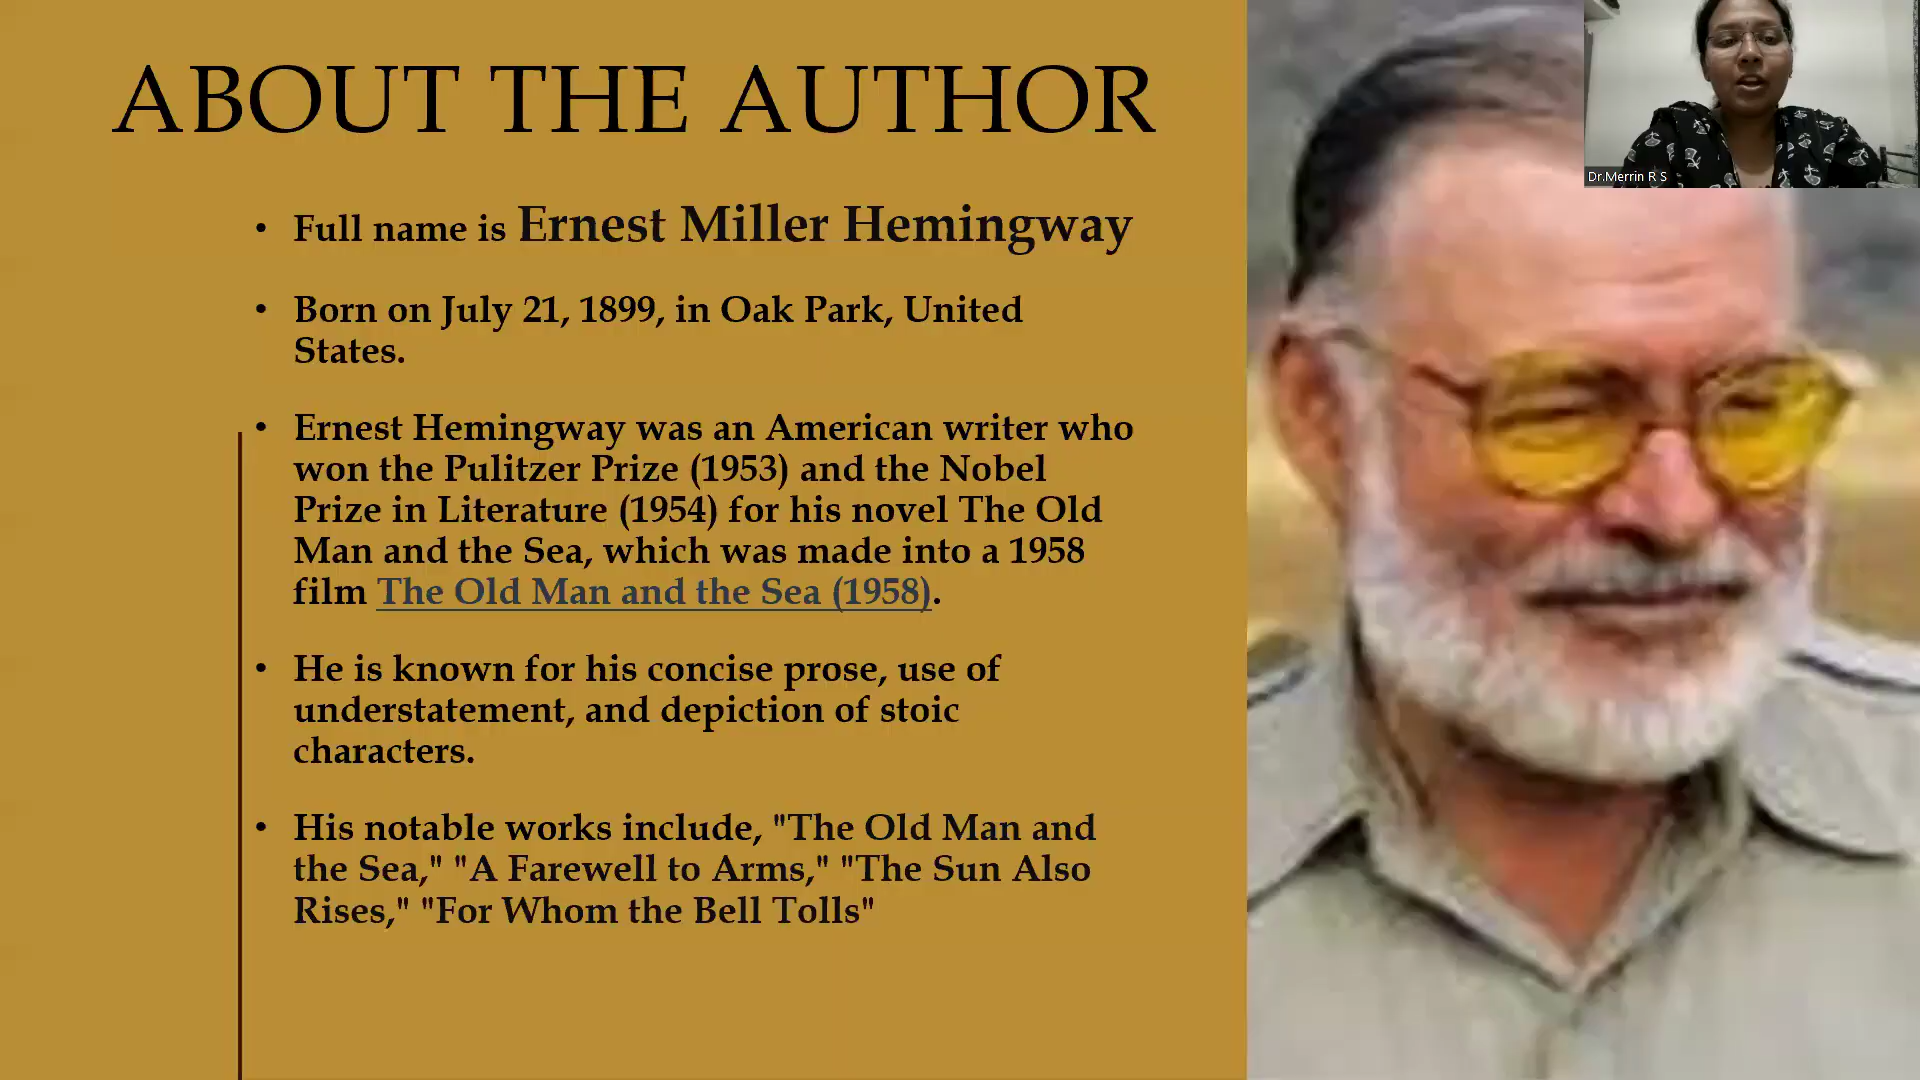 ABOUT THE AUTHOR
Dr.Merrin R S
• Full name is Ernest Miller Hemingway
• Born on July 21, 1899, in Oak Park, United
States.
• Ernest Hemingway was an American writer who
won the Pulitzer Prize (1953) and the Nobel
Prize in Literature (1954) for his novel The Old
Man and the Sea, which was made into a 1958
film The Old Man and the Sea (1958).
• He is known for his concise prose, use of
understatement, and depiction of stoic
characters.
• His notable works include, "The Old Man and
the Sea," "A Farewell to Arms," "The Sun Also
Rises," "For Whom the Bell Tolls"